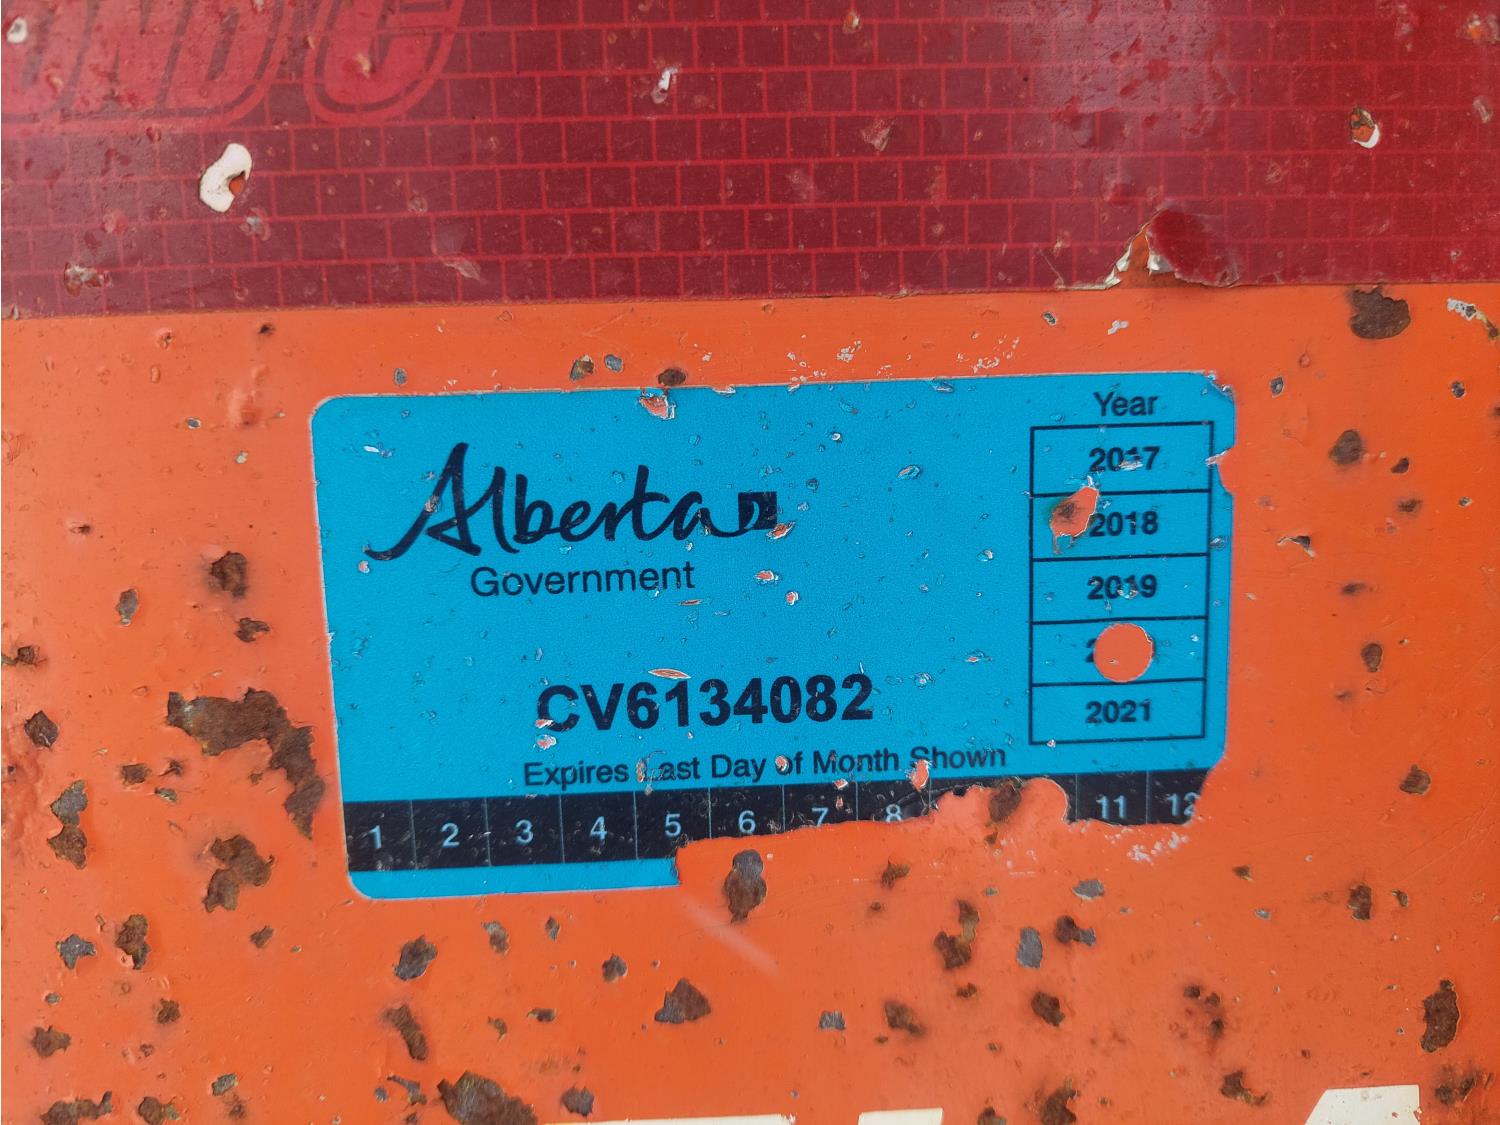 Year
2017
2018
2019
2021
Alberta
Government
CV6134082
Expires Last Day of Month Shown
1 2 3 4 5 6 7 8 11 12